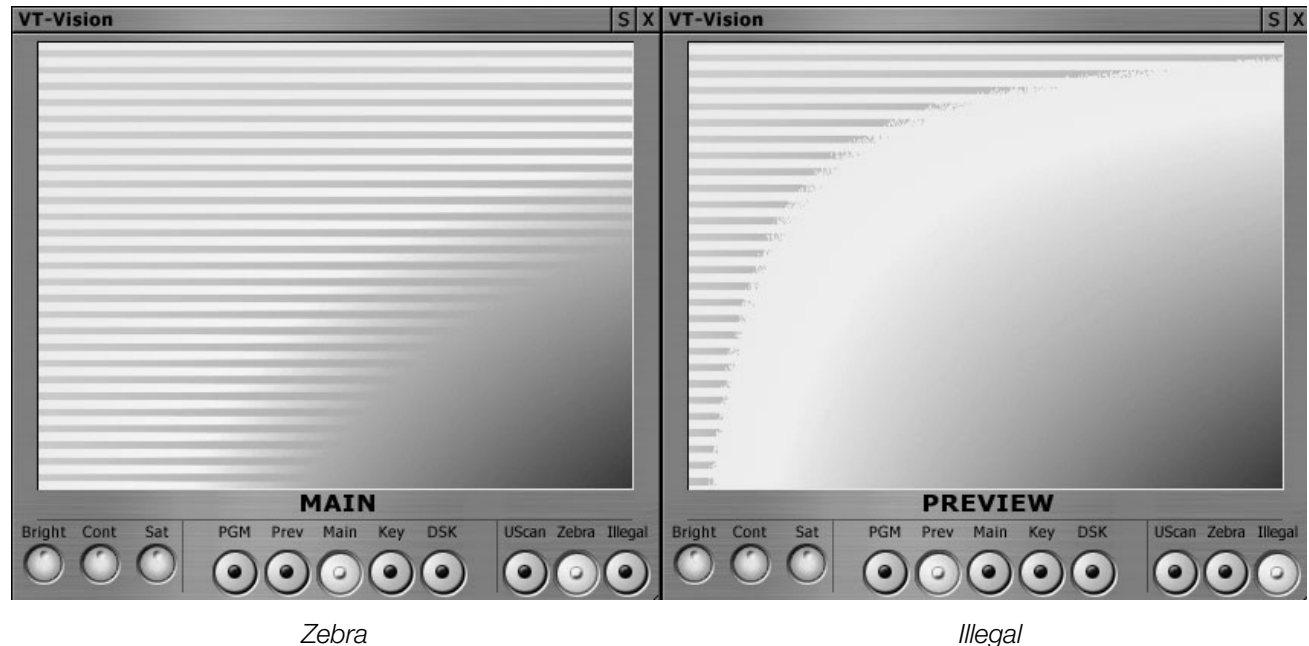 VT-Vision S X
VT-Vision S X
MAIN
PREVIEW
Bright Cont Sat PGM Prev Main Key DSK UScan Zebra Illegal
Bright Cont Sat PGM Prev Main Key DSK UScan Zebra Illegal
Zebra
Illegal